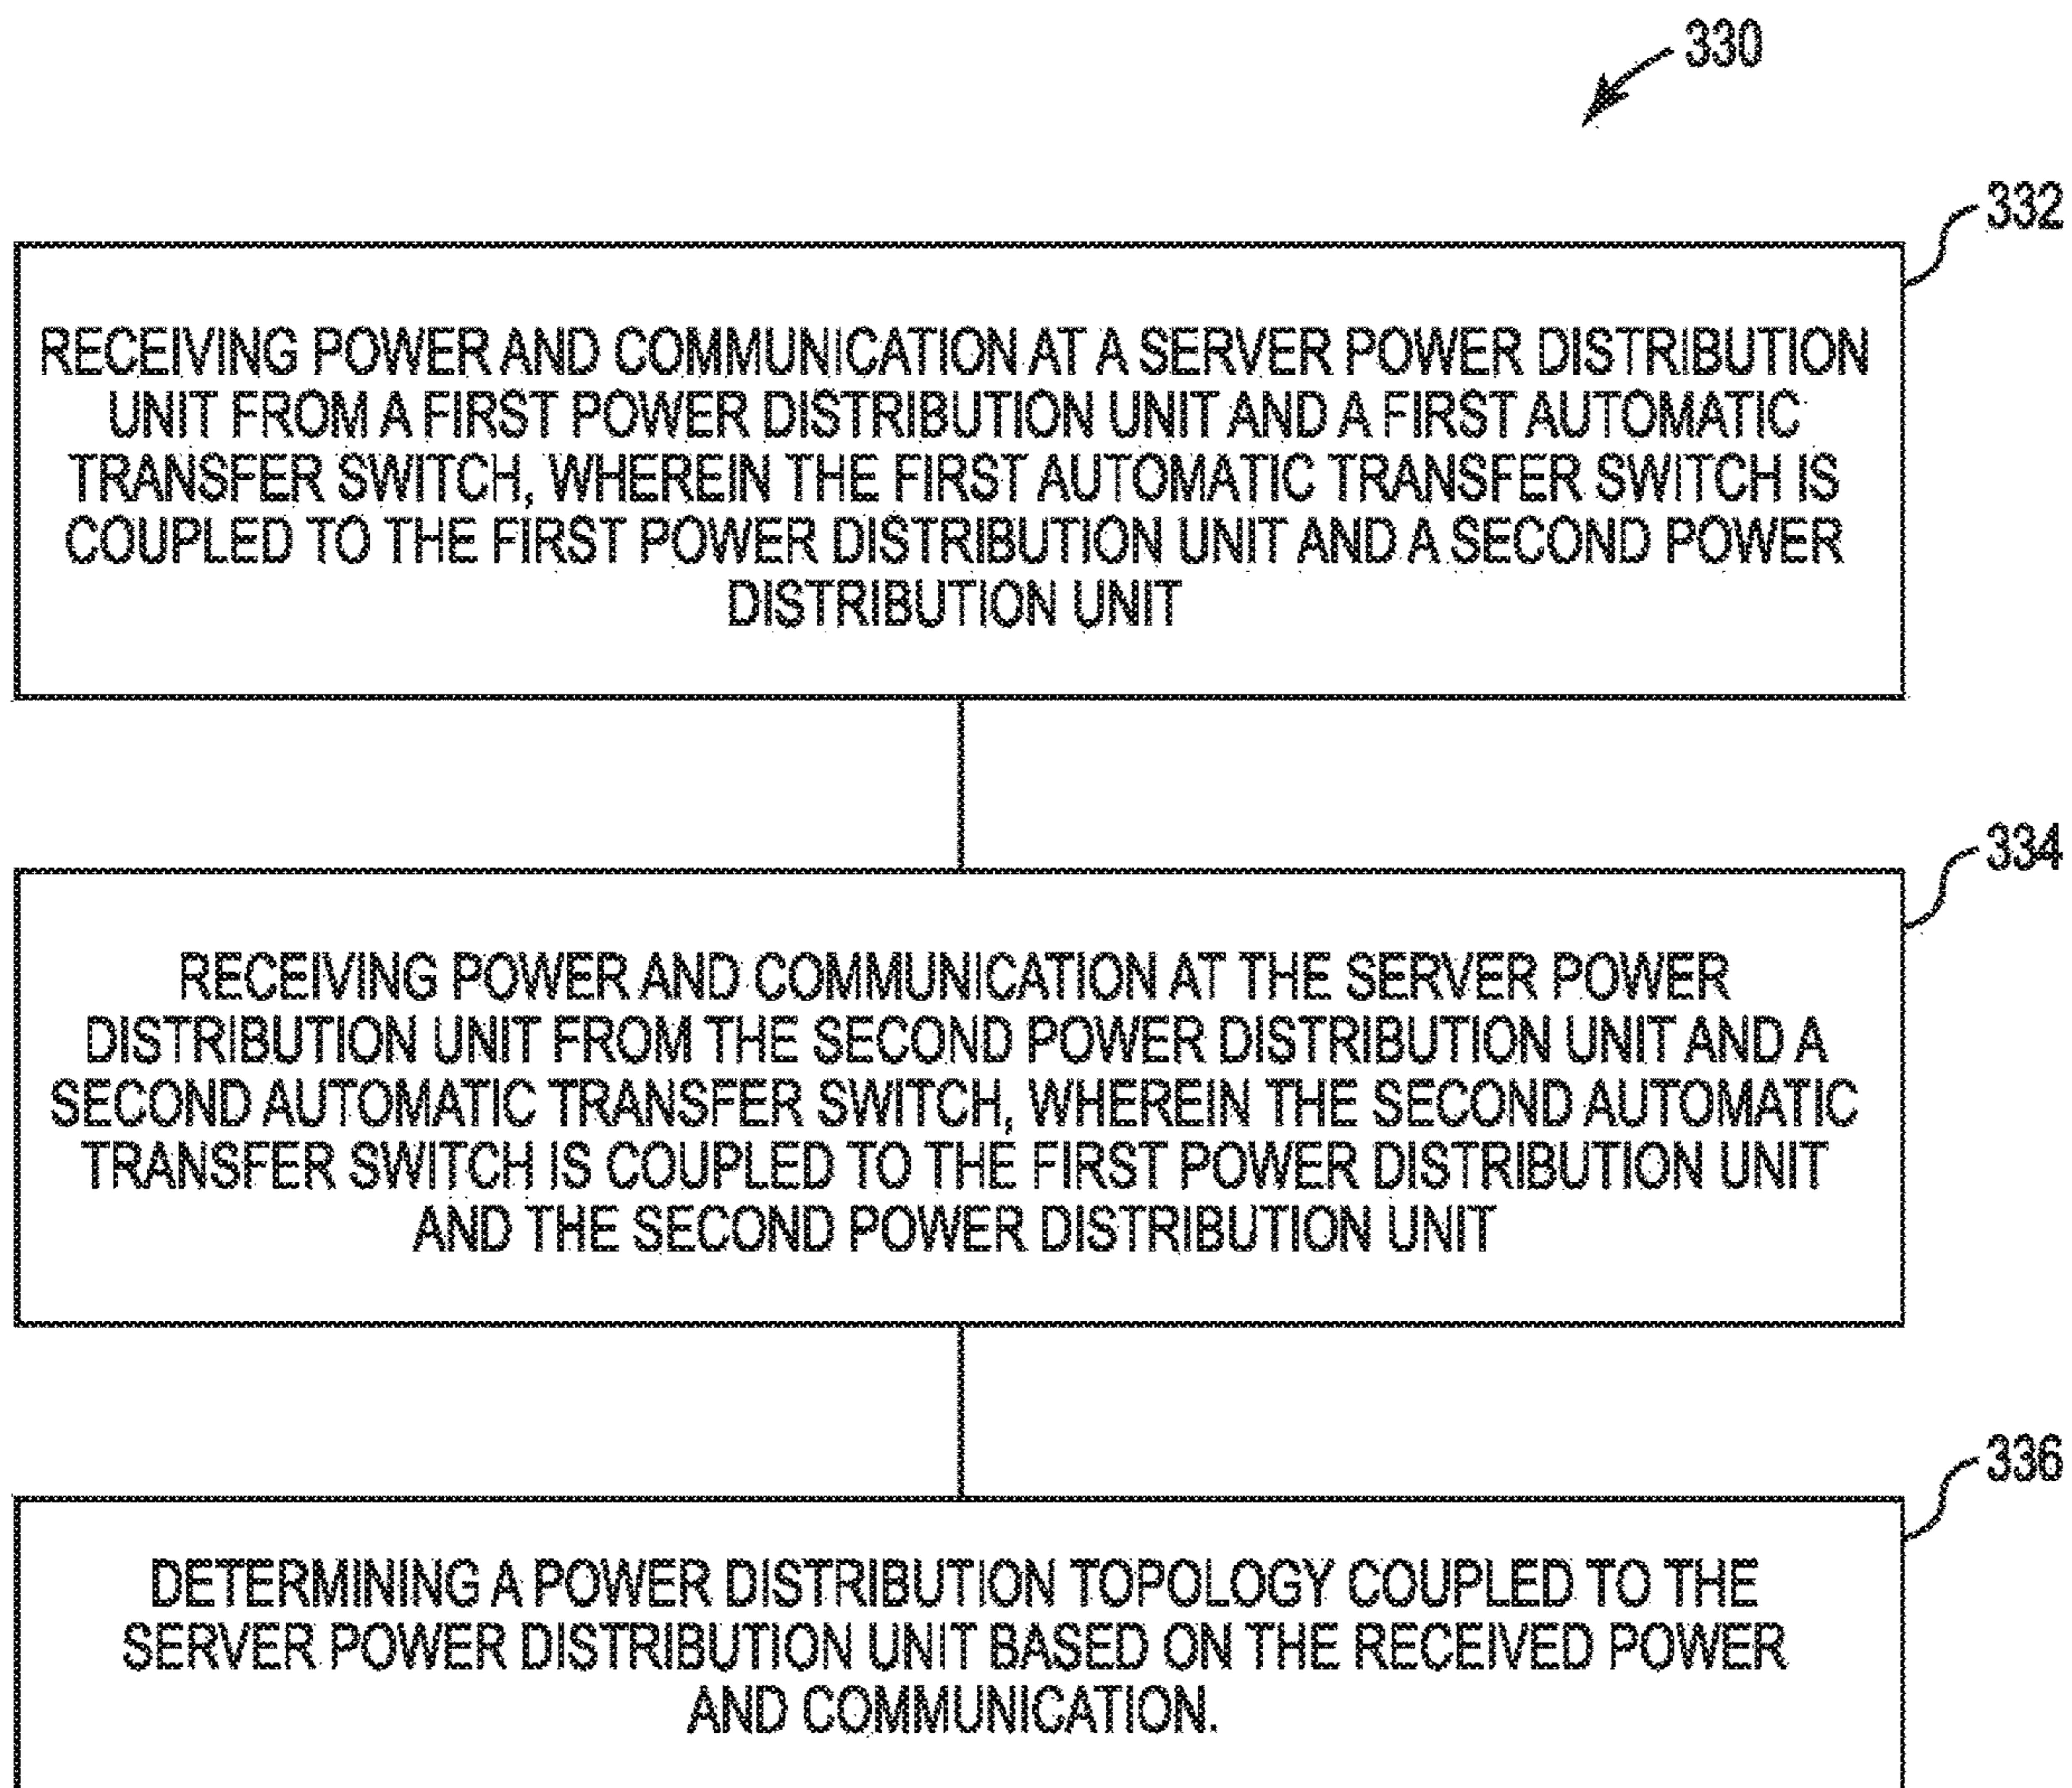 330
332
RECEIVING POWER AND COMMUNICATION AT A SERVER POWER DISTRIBUTION
UNIT FROM A FIRST POWER DISTRIBUTION UNIT AND A FIRST AUTOMATIC
TRANSFER SWITCH, WHEREIN THE FIRST AUTOMATIC TRANSFER SWITCH IS
COUPLED TO THE FIRST POWER DISTRIBUTION UNIT AND A SECOND POWER
DISTRIBUTION UNIT
334
RECEIVING POWER AND COMMUNICATION AT THE SERVER POWER
DISTRIBUTION UNIT FROM THE SECOND POWER DISTRIBUTION UNIT AND A
SECOND AUTOMATIC TRANSFER SWITCH, WHEREIN THE SECOND AUTOMATIC
TRANSFER SWITCH IS COUPLED TO THE FIRST POWER DISTRIBUTION UNIT
AND THE SECOND POWER DISTRIBUTION UNIT
336
DETERMINING A POWER DISTRIBUTION TOPOLOGY COUPLED TO THE
SERVER POWER DISTRIBUTION UNIT BASED ON THE RECEIVED POWER
AND COMMUNICATION.